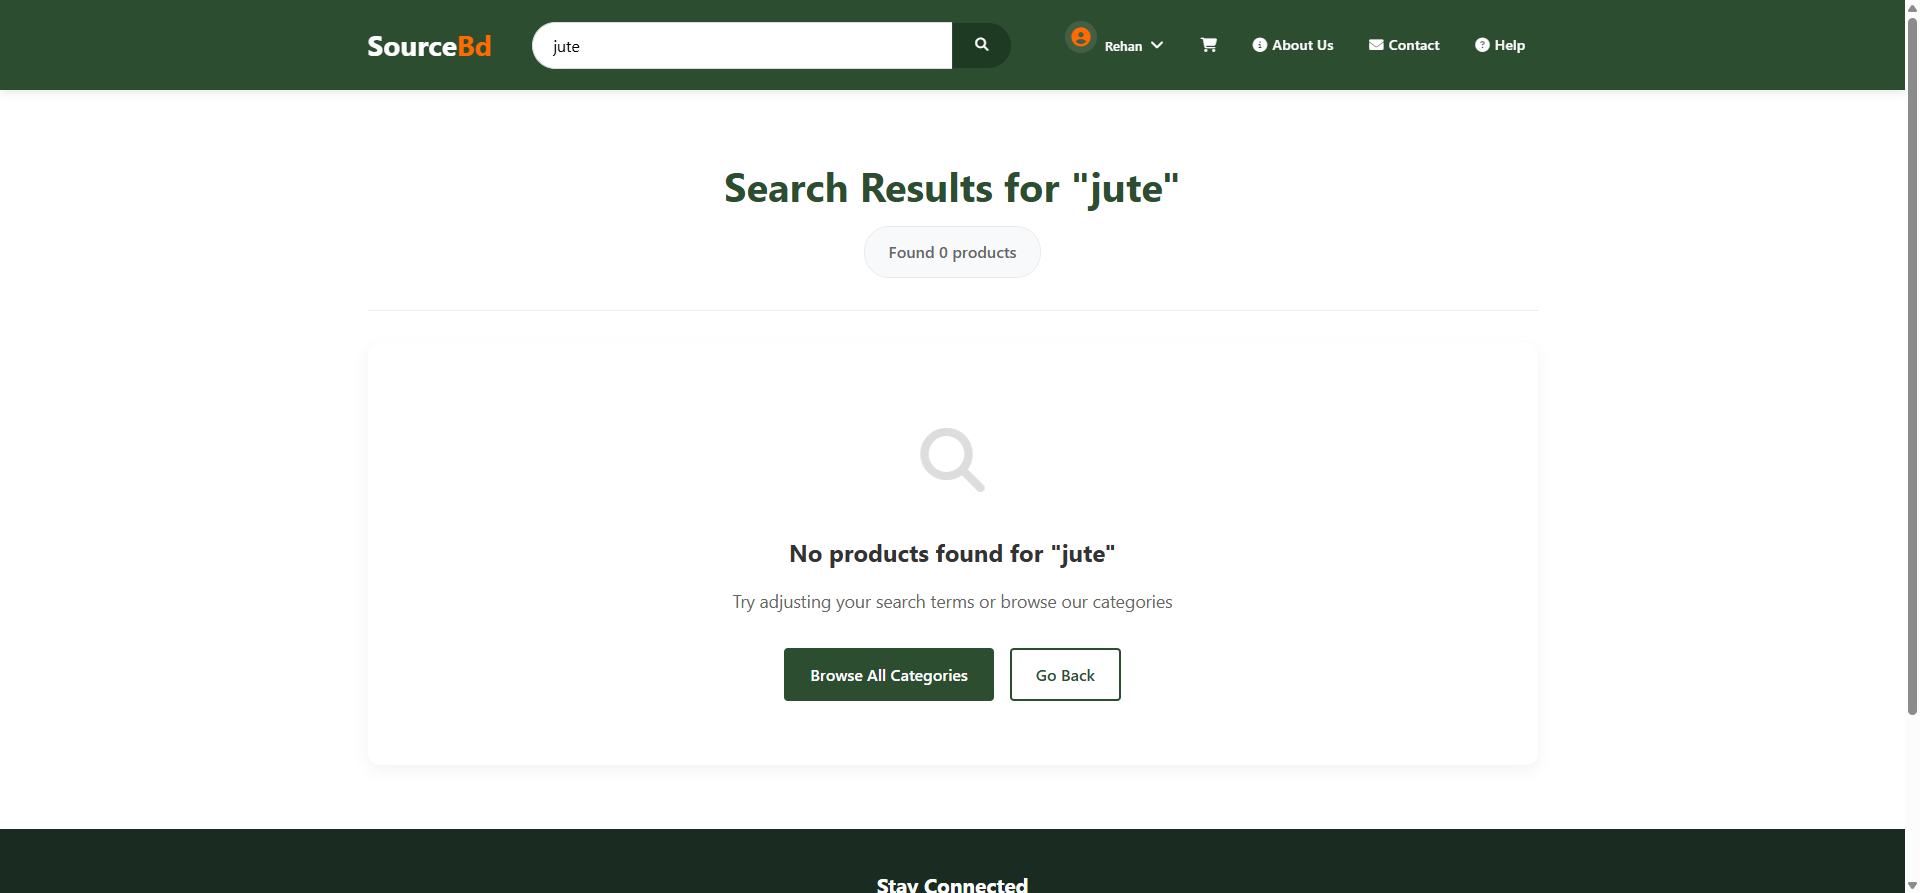 SourceBd
jute
Rehan
About Us
Contact
Help
Search Results for "jute"
Found 0 products
No products found for "jute"
Try adjusting your search terms or browse our categories
Browse All Categories
Go Back
Stay Connected